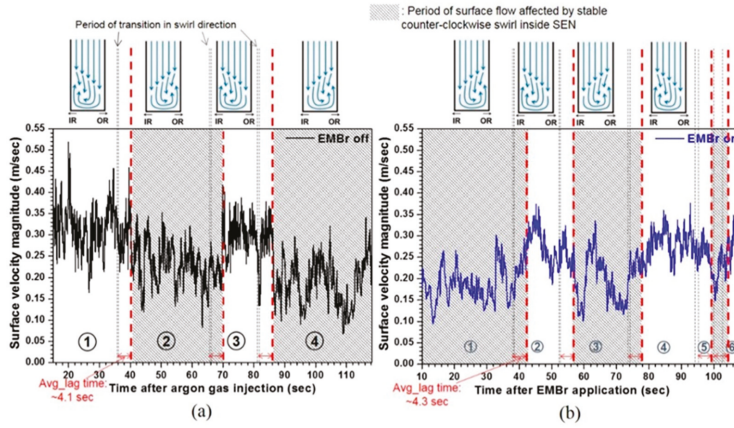 Period of transition in swirl direction
: Period of surface flow affected by stable
counter-clockwise swirl inside SEN
IR OR IR OR IR OR IR OR
IR OR IR OR IR OR IR OR
Surface velocity magnitude (m/sec)
0.55
0.50
0.45
0.40
0.35
0.30
0.25
0.20
0.15
0.10
0.05
0.00
EMBr off
① ② ③ ④
20 30 40 50 60 70 80 90 100 110
Avg_lag time:
~4.1 sec
Time after argon gas injection (sec)
(a)
Surface velocity magnitude (m/sec)
0.55
0.50
0.45
0.40
0.35
0.30
0.25
0.20
0.15
0.10
0.05
0.00
EMBr on
① ② ③ ④ ⑤ ⑥
10 20 30 40 50 60 70 80 90 100
Avg_lag time:
~4.3 sec
Time after EMBr application (sec)
(b)